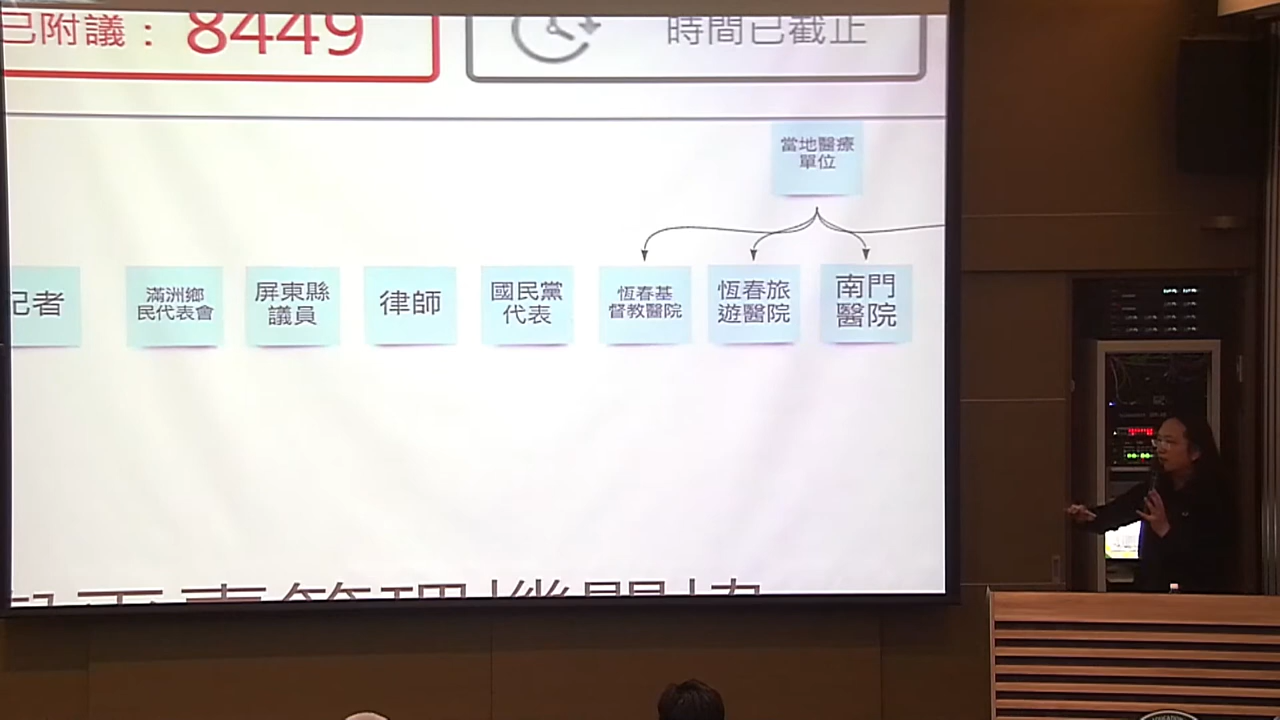 已附議：8449
時間已截止
當地醫療
單位
記者
滿洲鄉
民代表會
屏東縣
議員
律師
國民黨
代表
恆春基
督教醫院
恆春旅
遊醫院
南門
醫院